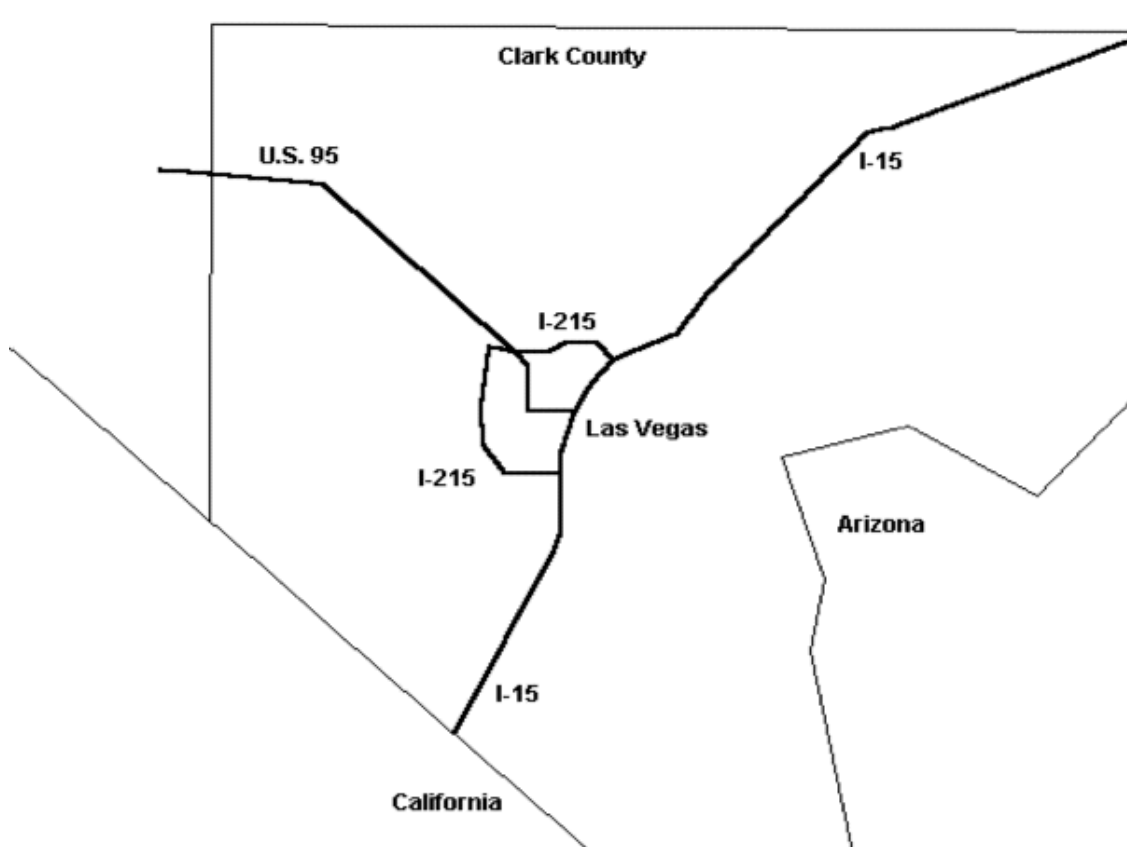 Clark County
U.S. 95
I-15
I-215
Las Vegas
I-215
Arizona
I-15
California